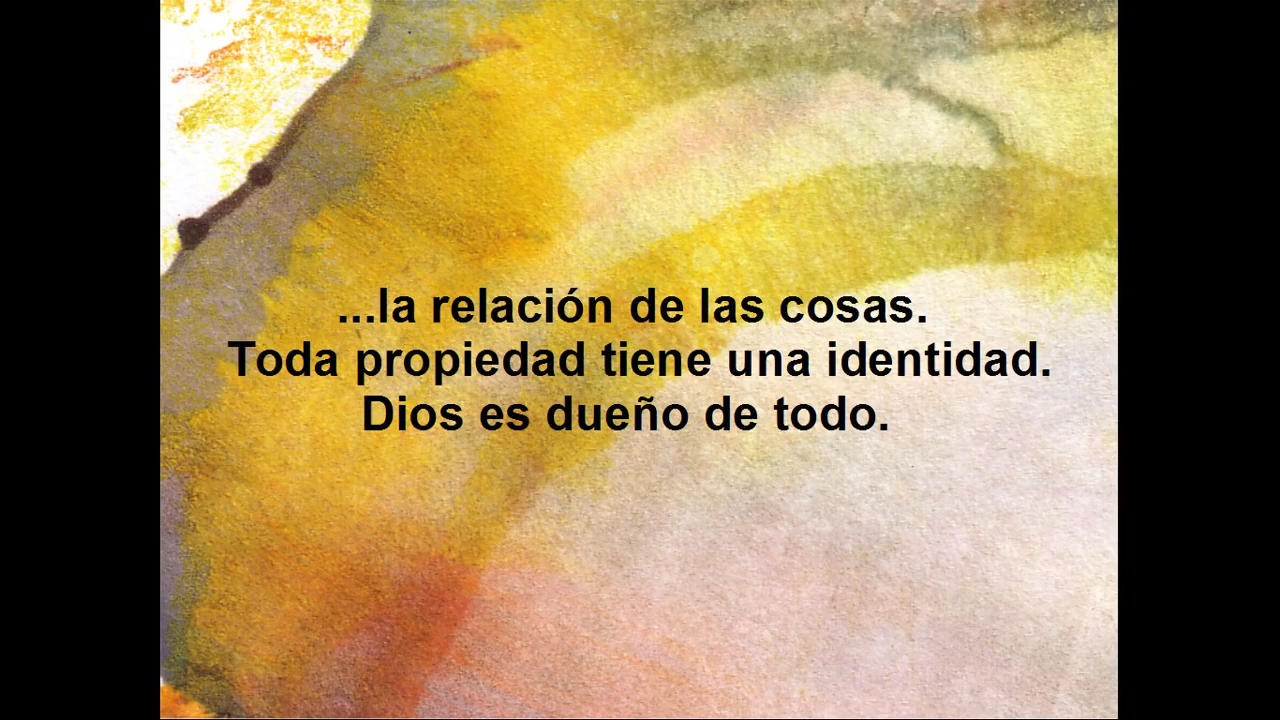 ...la relación de las cosas.
Toda propiedad tiene una identidad.
Dios es dueño de todo.